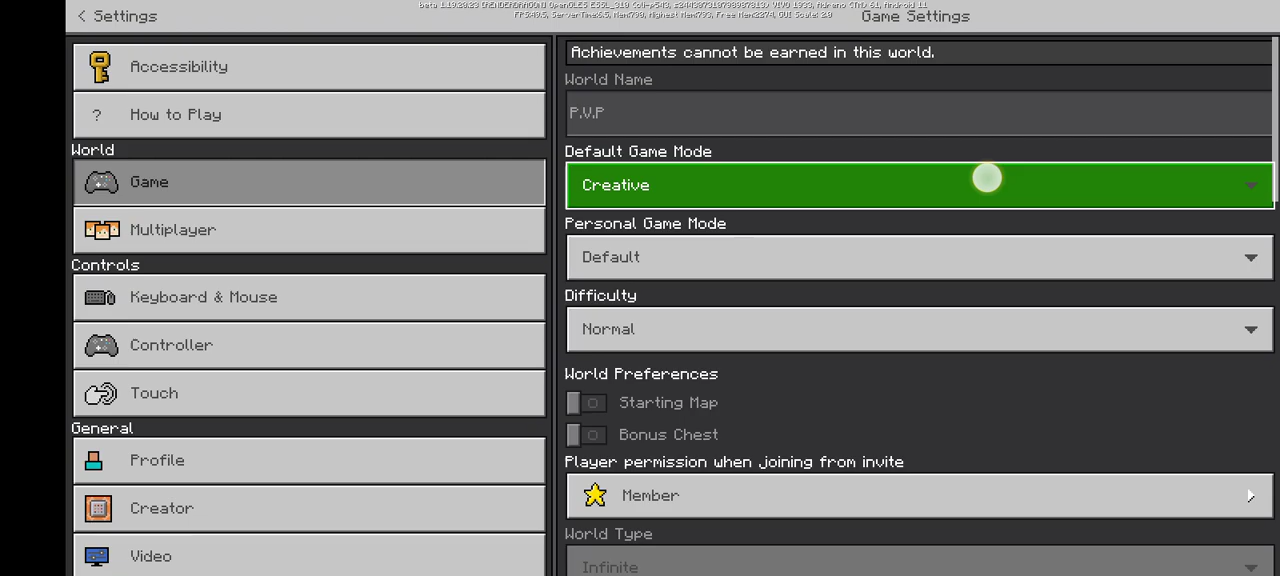 Settings
Game Settings
Accessibility
? How to Play
World
Game
Multiplayer
Controls
Keyboard & Mouse
Controller
Touch
General
Profile
Creator
Video
Achievements cannot be earned in this world.
World Name
P.V.P
Default Game Mode
Creative
Personal Game Mode
Default
Difficulty
Normal
World Preferences
Starting Map
Bonus Chest
Player permission when joining from invite
Member
World Type
Infinite